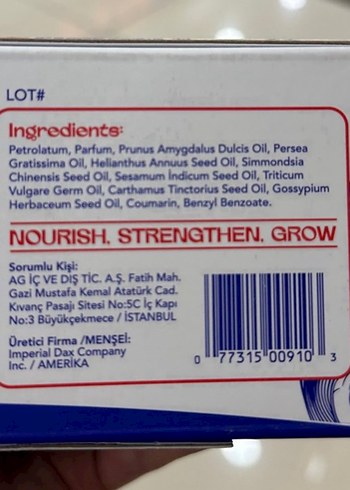 LOT#
Ingredients:
Petrolatum, Parfum, Prunus Amygdalus Dulcis Oil, Persea
Gratissima Oil, Helianthus Annuus Seed Oil, Simmondsia
Chinensis Seed Oil, Sesamum İndicum Seed Oil, Triticum
Vulgare Germ Oil, Carthamus Tinctorius Seed Oil, Gossypium
Herbaceum Seed Oil, Coumarin, Benzyl Benzoate.
NOURISH, STRENGTHEN, GROW
Sorumlu Kişi:
AG İÇ VE DIŞ TİC. A.Ş. Fatih Mah.
Gazi Mustafa Kemal Atatürk Cad.
Kıvanç Pasajı Sitesi No:5C İç Kapı
No:3 Büyükçekmece / İSTANBUL
Üretici Firma /MENŞEİ:
Imperial Dax Company
Inc. / AMERİKA
0 77315 00910 3